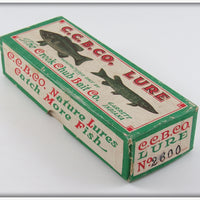 C.C.B.CO. LURE
Creek Chub Bait Co.
GARRETT
INDIANA
C.C.B.CO. Nature Lures
Catch More Fish
C.C.B.CO.
LURE
No 2600